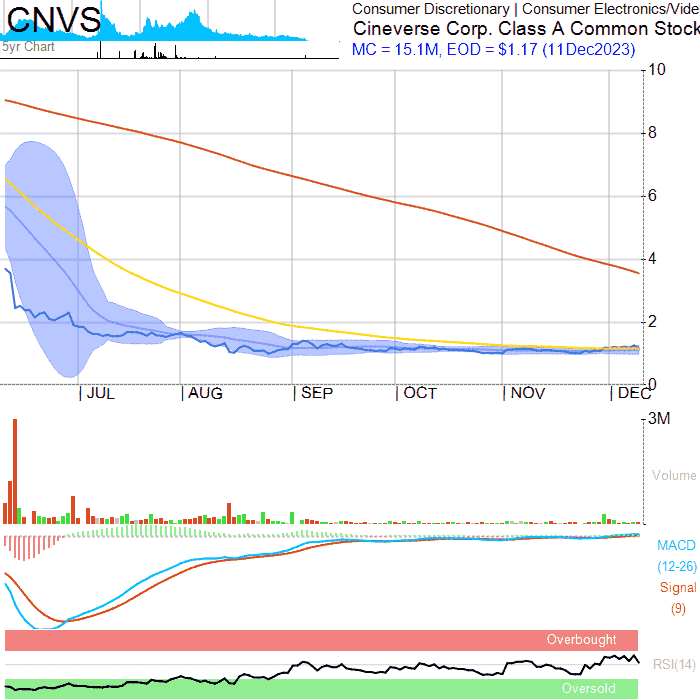 CNVS
5yr Chart
Consumer Discretionary | Consumer Electronics/Vide
Cineverse Corp. Class A Common Stock
MC = 15.1M, EOD = $1.17 (11Dec2023)
10
8
6
4
2
0
JUL
AUG
SEP
OCT
NOV
DEC
3M
Volume
MACD
(12-26)
Signal
(9)
Overbought
RSI(14)
Oversold